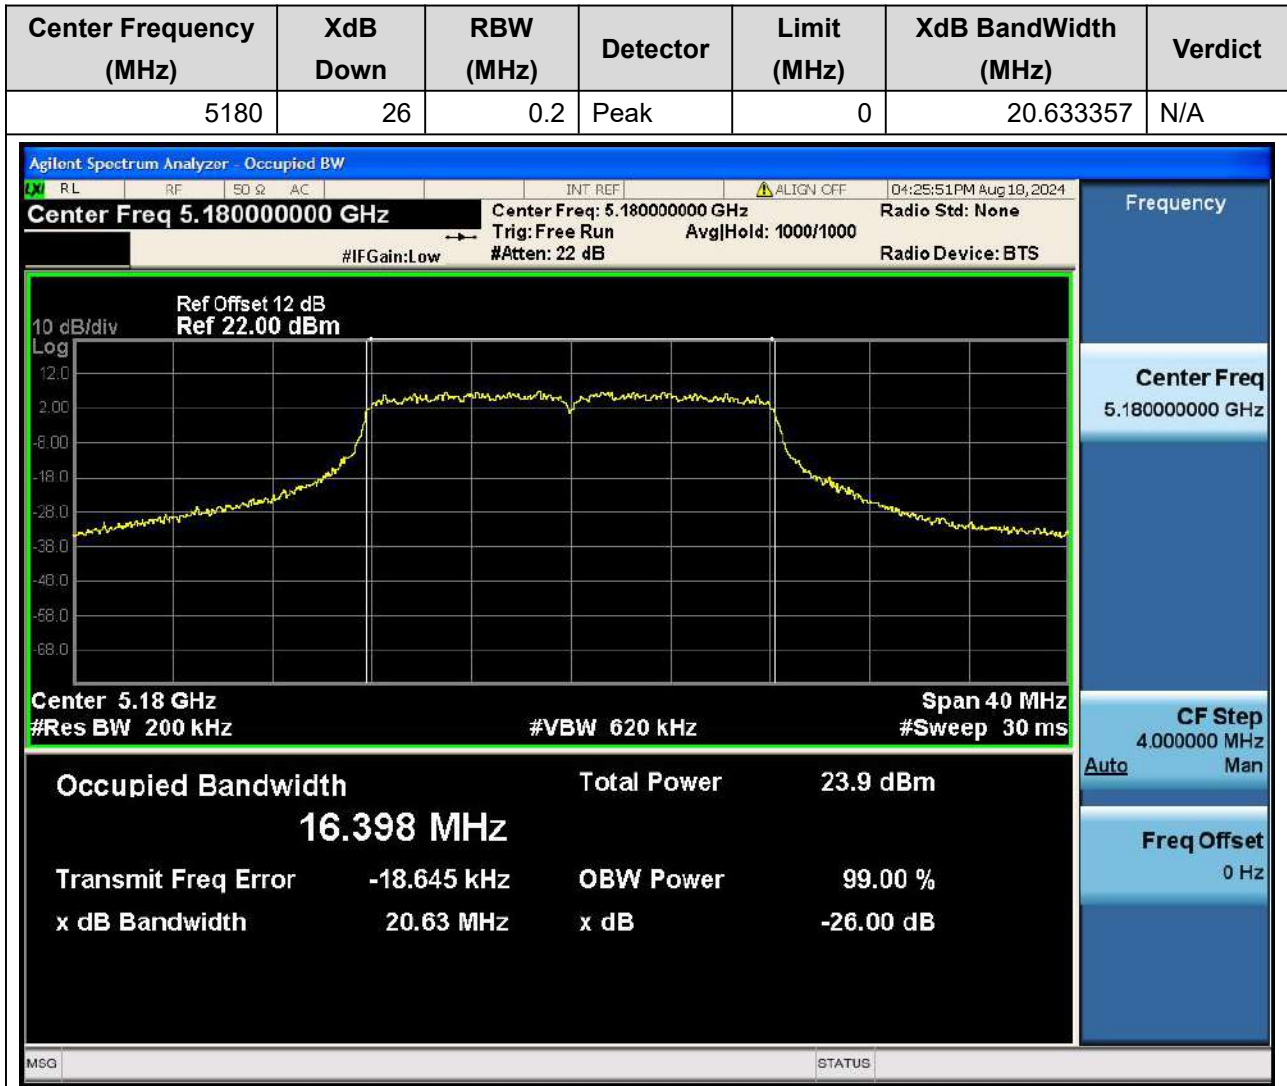 Center Frequency (MHz) XdB Down RBW (MHz) Detector Limit (MHz) XdB BandWidth (MHz) Verdict
5180 26 0.2 Peak 0 20.633357 N/A
Agilent Spectrum Analyzer - Occupied BW
LXI RL RF 50 Ω AC INT REF ALIGN OFF 04:25:51PM Aug 18, 2024
Center Freq 5.180000000 GHz
Center Freq: 5.180000000 GHz
Radio Std: None
Trig: Free Run Avg|Hold: 1000/1000
#IFGain:Low #Atten: 22 dB Radio Device: BTS
Ref Offset 12 dB
10 dB/div Ref 22.00 dBm
Log
12.0
2.00
-8.00
-18.0
-28.0
-38.0
-48.0
-58.0
-68.0
Center 5.18 GHz Span 40 MHz
#Res BW 200 kHz #VBW 620 kHz #Sweep 30 ms
Occupied Bandwidth Total Power 23.9 dBm
16.398 MHz
Transmit Freq Error -18.645 kHz OBW Power 99.00 %
x dB Bandwidth 20.63 MHz x dB -26.00 dB
Frequency
Center Freq
5.180000000 GHz
CF Step
4.000000 MHz
Auto Man
Freq Offset
0 Hz
MSG STATUS